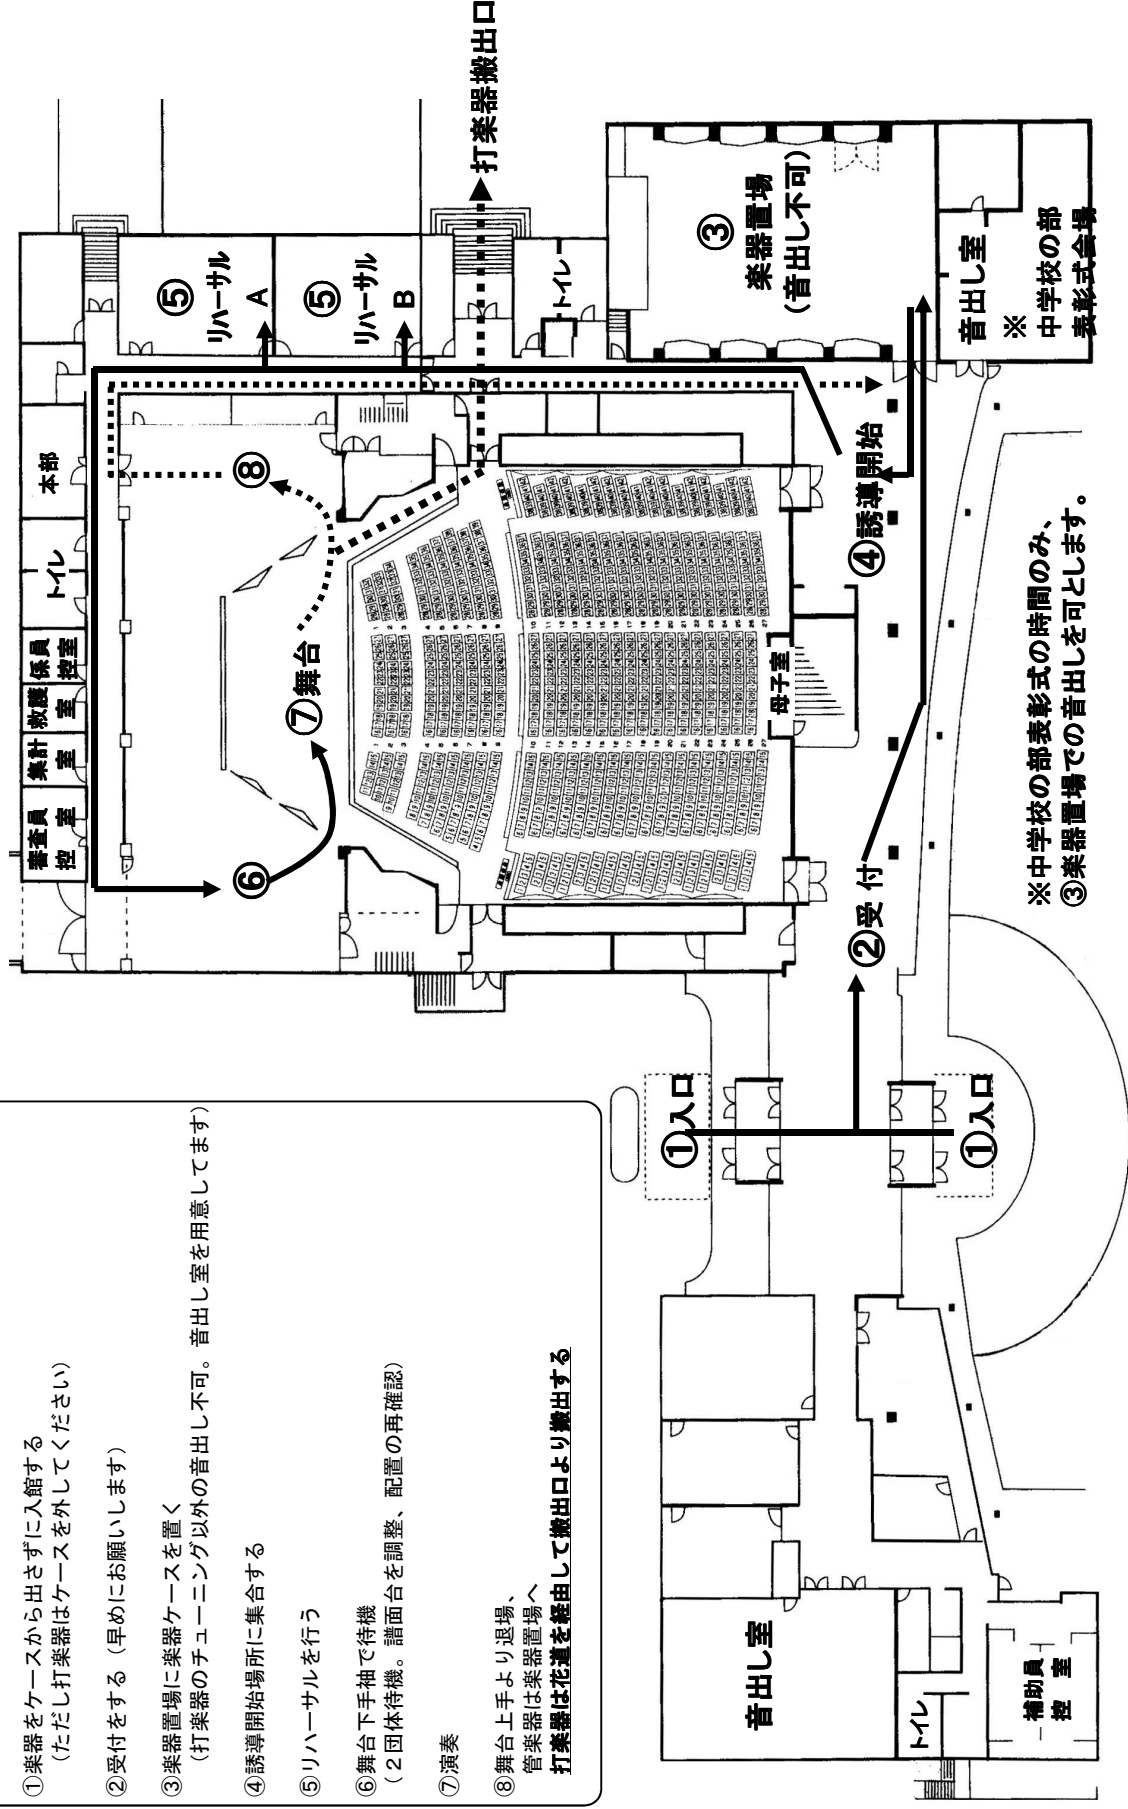 ①楽器をケースから出さずに入館する
（ただし打楽器はケースを外してください）
②受付をする（早めにお願いします）
③楽器置場に楽器ケースを置く
（打楽器のチューニング以外の音出し不可。音出し室を用意してます）
④誘導開始場所に集合する
⑤リハーサルを行う
⑥舞台下手袖で待機
（２団体待機。譜面台を調整、配置の再確認）
⑦演奏
⑧舞台上手より退場、
管楽器は楽器置場へ
打楽器は花道を経由して搬出口より搬出する
審査員
控　室
集計
室
救護
室
係員
控室
トイレ
本部
⑤
リハーサル
A
⑤
リハーサル
B
打楽器搬出口
トイレ
③
楽器置場
（音出し不可）
音出し室
※
中学校の部
表彰式会場
⑥
⑦舞台
⑧
母子室
④誘導開始
②受付
①入口
①入口
音出し室
トイレ
補助員
控　室
※中学校の部表彰式の時間のみ、
③楽器置場での音出しを可とします。